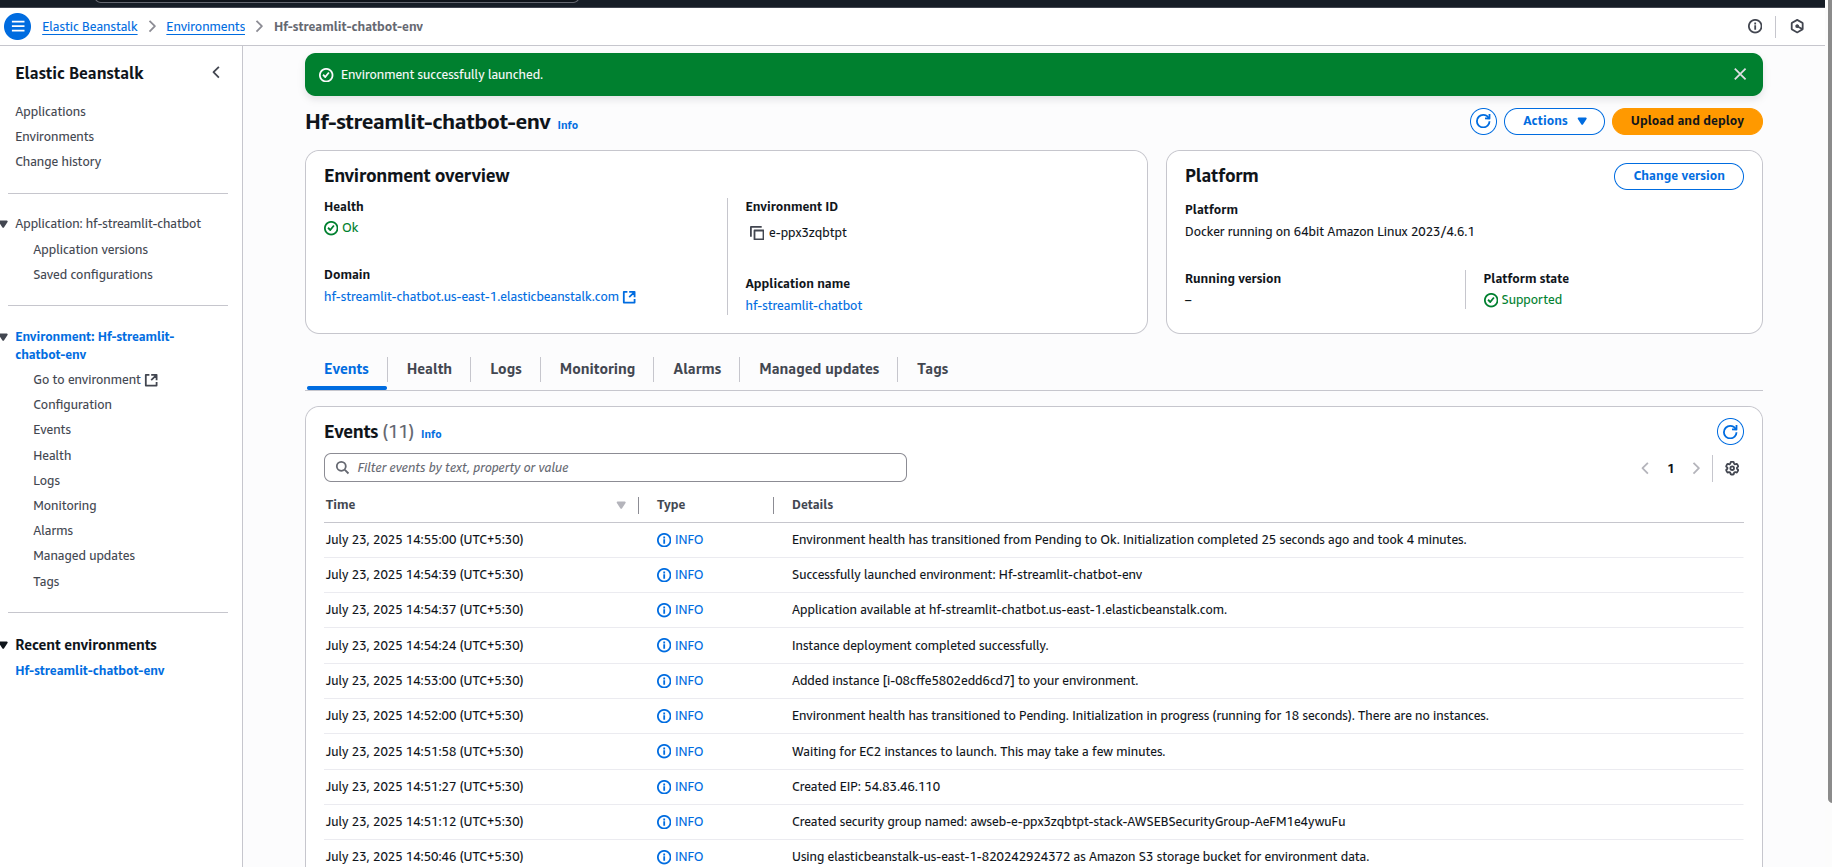 Elastic Beanstalk > Environments > Hf-streamlit-chatbot-env
Elastic Beanstalk
Applications
Environments
Change history
Application: hf-streamlit-chatbot
Application versions
Saved configurations
Environment: Hf-streamlit-
chatbot-env
Go to environment
Configuration
Events
Health
Logs
Monitoring
Alarms
Managed updates
Tags
Recent environments
Hf-streamlit-chatbot-env
Environment successfully launched.
Hf-streamlit-chatbot-env Info
Actions
Upload and deploy
Environment overview
Health
Ok
Domain
hf-streamlit-chatbot.us-east-1.elasticbeanstalk.com
Environment ID
e-ppx3zqbtpt
Application name
hf-streamlit-chatbot
Platform
Change version
Platform
Docker running on 64bit Amazon Linux 2023/4.6.1
Running version
–
Platform state
Supported
Events Health Logs Monitoring Alarms Managed updates Tags
Events (11) Info
Filter events by text, property or value
1
Time Type Details
July 23, 2025 14:55:00 (UTC+5:30) INFO Environment health has transitioned from Pending to Ok. Initialization completed 25 seconds ago and took 4 minutes.
July 23, 2025 14:54:39 (UTC+5:30) INFO Successfully launched environment: Hf-streamlit-chatbot-env
July 23, 2025 14:54:37 (UTC+5:30) INFO Application available at hf-streamlit-chatbot.us-east-1.elasticbeanstalk.com.
July 23, 2025 14:54:24 (UTC+5:30) INFO Instance deployment completed successfully.
July 23, 2025 14:53:00 (UTC+5:30) INFO Added instance [i-08cffe5802edd6cd7] to your environment.
July 23, 2025 14:52:00 (UTC+5:30) INFO Environment health has transitioned to Pending. Initialization in progress (running for 18 seconds). There are no instances.
July 23, 2025 14:51:58 (UTC+5:30) INFO Waiting for EC2 instances to launch. This may take a few minutes.
July 23, 2025 14:51:27 (UTC+5:30) INFO Created EIP: 54.83.46.110
July 23, 2025 14:51:12 (UTC+5:30) INFO Created security group named: awseb-e-ppx3zqbtpt-stack-AWSEBSecurityGroup-AeFM1e4ywuFu
July 23, 2025 14:50:46 (UTC+5:30) INFO Using elasticbeanstalk-us-east-1-820242924372 as Amazon S3 storage bucket for environment data.